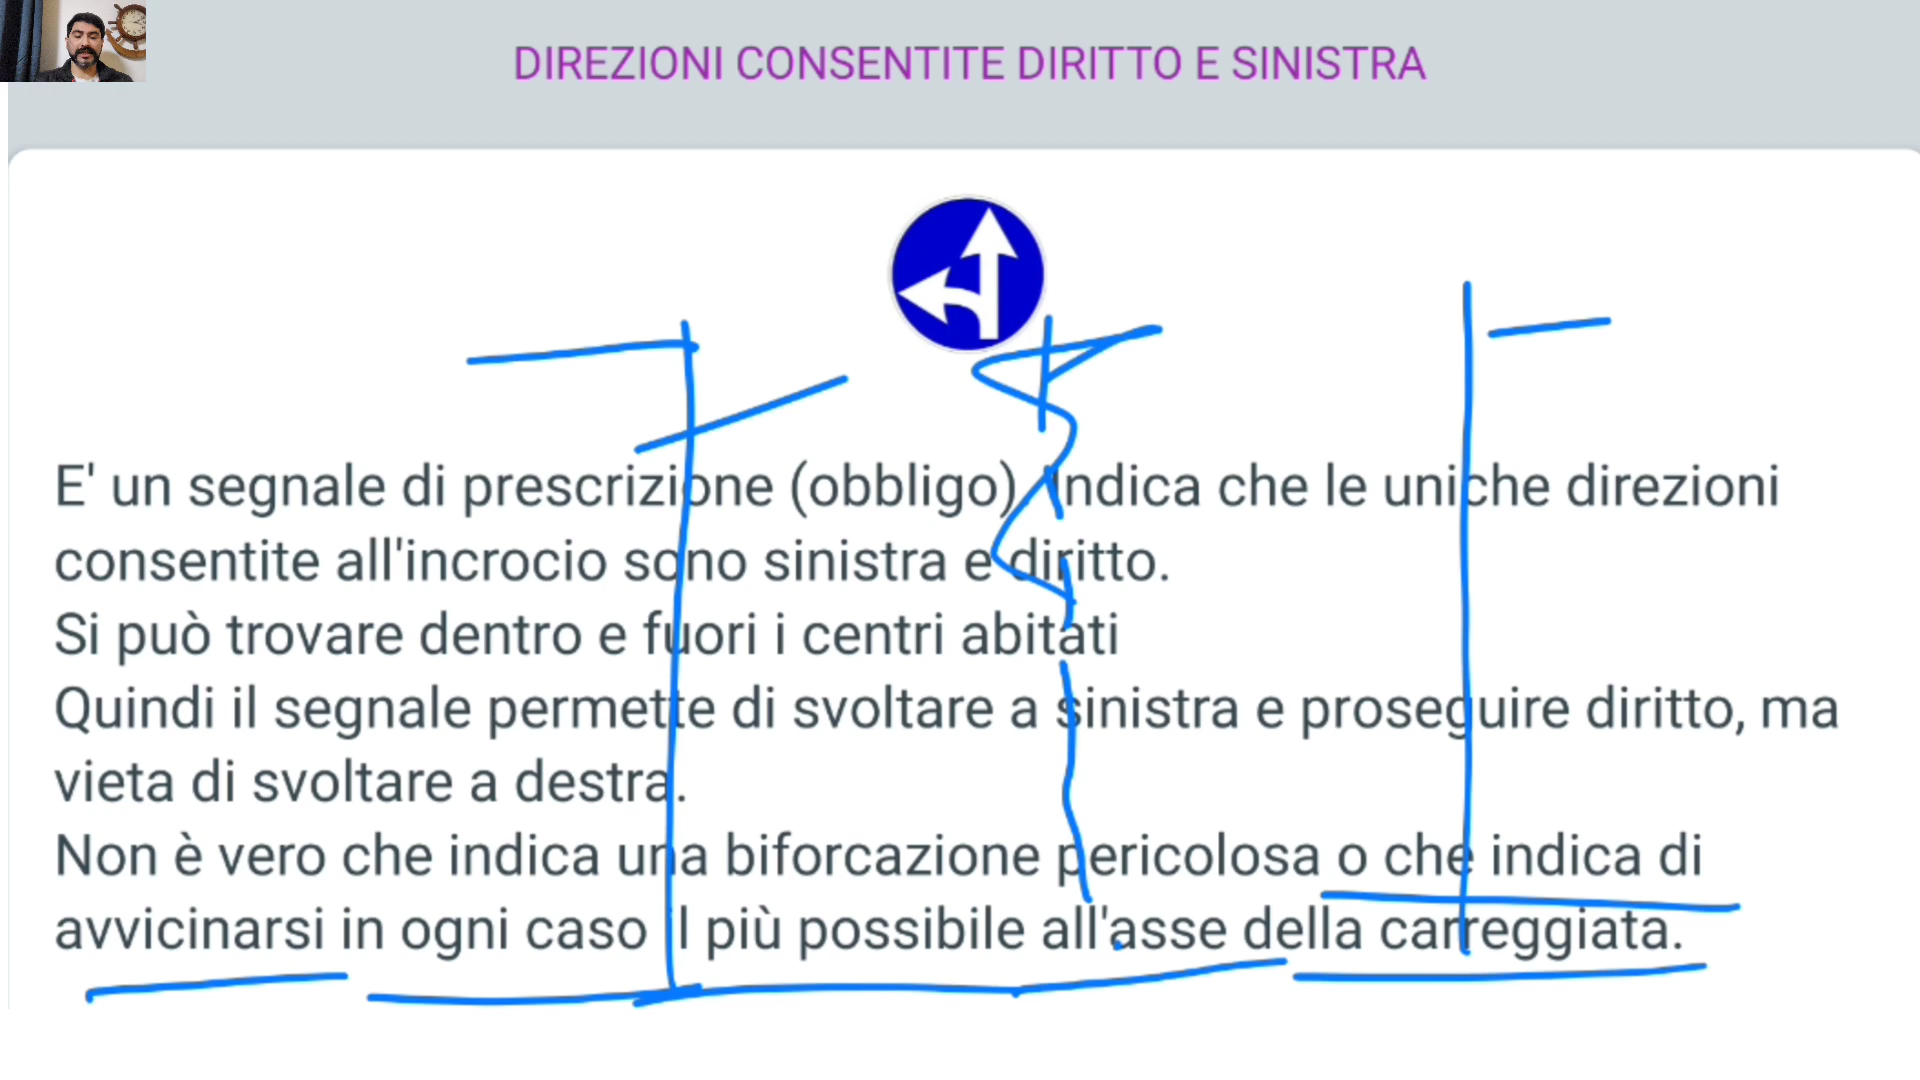 DIREZIONI CONSENTITE DIRITTO E SINISTRA
E' un segnale di prescrizione (obbligo). Indica che le uniche direzioni
consentite all'incrocio sono sinistra e diritto.
Si può trovare dentro e fuori i centri abitati
Quindi il segnale permette di svoltare a sinistra e proseguire diritto, ma
vieta di svoltare a destra.
Non è vero che indica una biforcazione pericolosa o che indica di
avvicinarsi in ogni caso il più possibile all'asse della carreggiata.